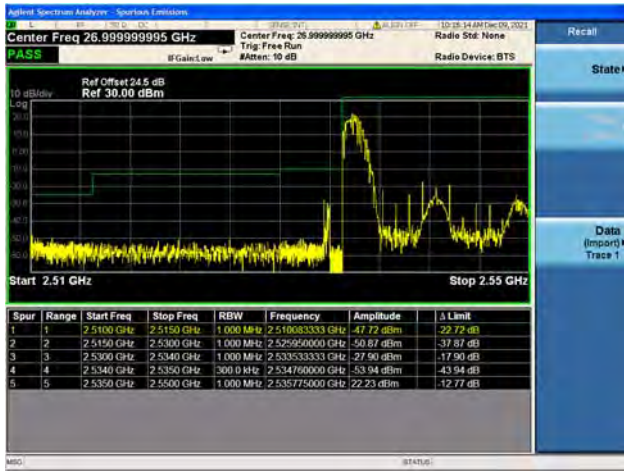 Agilent Spectrum Analyzer - Spurious Emissions
10:15:14 AM Dec 09, 2021
Center Freq 26.999999995 GHz
Center Freq: 26.999999995 GHz
Radio Std: None
Trig: Free Run
PASS
IFGain:Low
#Atten: 10 dB
Radio Device: BTS
Ref Offset 24.5 dB
10 dB/div
Ref 30.00 dBm
Log
Start 2.51 GHz
Stop 2.55 GHz
Spur Range Start Freq Stop Freq RBW Frequency Amplitude Δ Limit
1 1 2.5100 GHz 2.5150 GHz 1.000 MHz 2.510083333 GHz -47.72 dBm -22.72 dB
2 2 2.5150 GHz 2.5300 GHz 1.000 MHz 2.525950000 GHz -50.87 dBm -37.87 dB
3 3 2.5300 GHz 2.5340 GHz 1.000 MHz 2.533533333 GHz -27.90 dBm -17.90 dB
4 4 2.5340 GHz 2.5350 GHz 300.0 kHz 2.534760000 GHz -53.94 dBm -43.94 dB
5 5 2.5350 GHz 2.5500 GHz 1.000 MHz 2.535775000 GHz 22.23 dBm -12.77 dB
MSG
STATUS
Recall
State
Data
(Import)
Trace 1